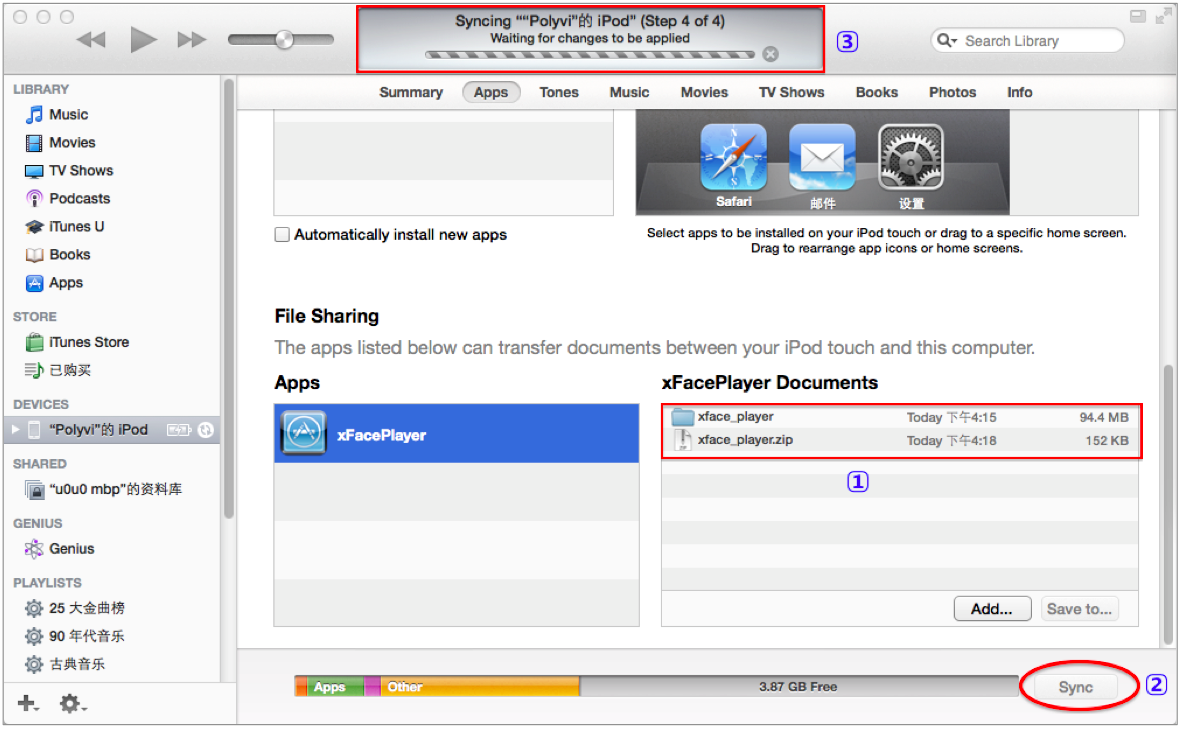 Syncing ““Polyvi”的 iPod” (Step 4 of 4)
Waiting for changes to be applied
3
Search Library
Summary Apps Tones Music Movies TV Shows Books Photos Info
LIBRARY
Music
Movies
TV Shows
Podcasts
iTunes U
Books
Apps
STORE
iTunes Store
已购买
DEVICES
“Polyvi”的 iPod
SHARED
“u0u0 mbp”的资料库
GENIUS
Genius
PLAYLISTS
25 大金曲榜
90 年代音乐
古典音乐
Safari 邮件 设置
Automatically install new apps
Select apps to be installed on your iPod touch or drag to a specific home screen.
Drag to rearrange app icons or home screens.
File Sharing
The apps listed below can transfer documents between your iPod touch and this computer.
Apps
xFacePlayer
xFacePlayer Documents
xface_player Today 下午4:15 94.4 MB
xface_player.zip Today 下午4:18 152 KB
1
Add... Save to...
Apps Other 3.87 GB Free
Sync
2